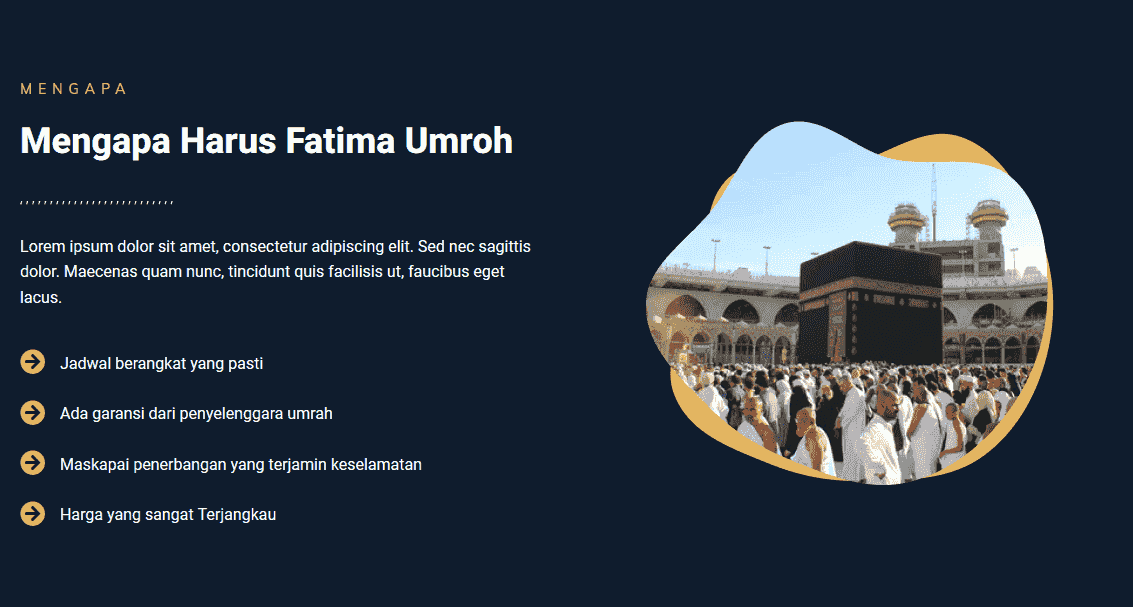 MENGAPA
Mengapa Harus Fatima Umroh
,,,,,,,,,,,,,,,,,,,,,,,,,,
Lorem ipsum dolor sit amet, consectetur adipiscing elit. Sed nec sagittis
dolor. Maecenas quam nunc, tincidunt quis facilisis ut, faucibus eget
lacus.
Jadwal berangkat yang pasti
Ada garansi dari penyelenggara umrah
Maskapai penerbangan yang terjamin keselamatan
Harga yang sangat Terjangkau